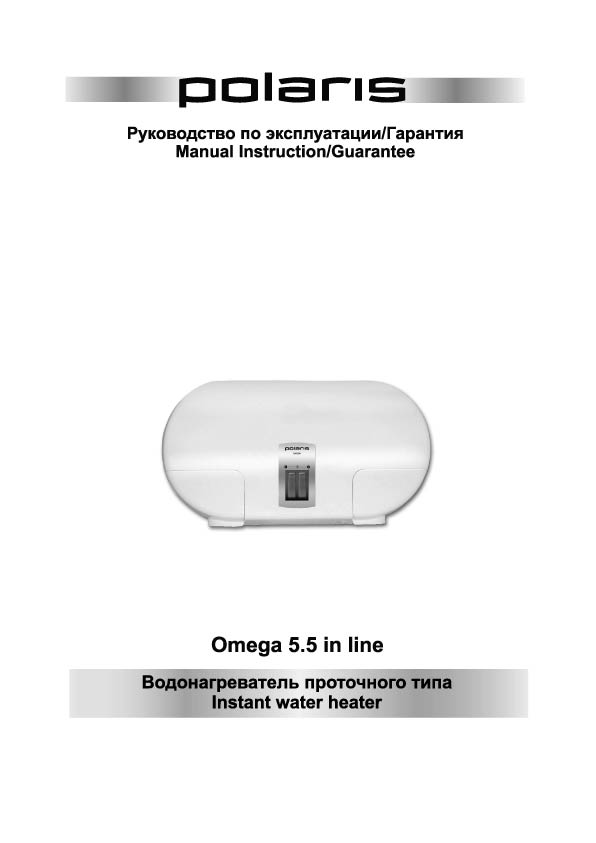 polaris
Руководство по эксплуатации/Гарантия
Manual Instruction/Guarantee
polaris
Omega 5.5 in line
Водонагреватель проточного типа
Instant water heater